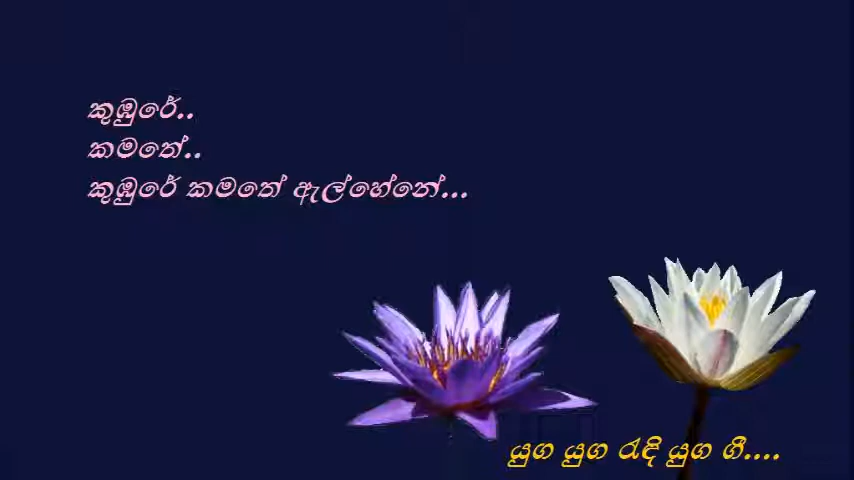 කුඹුරේ..
කමතේ..
කුඹුරේ කමතේ ඇල්හේනේ...
යුග යුග රැඳි යුග ගී....